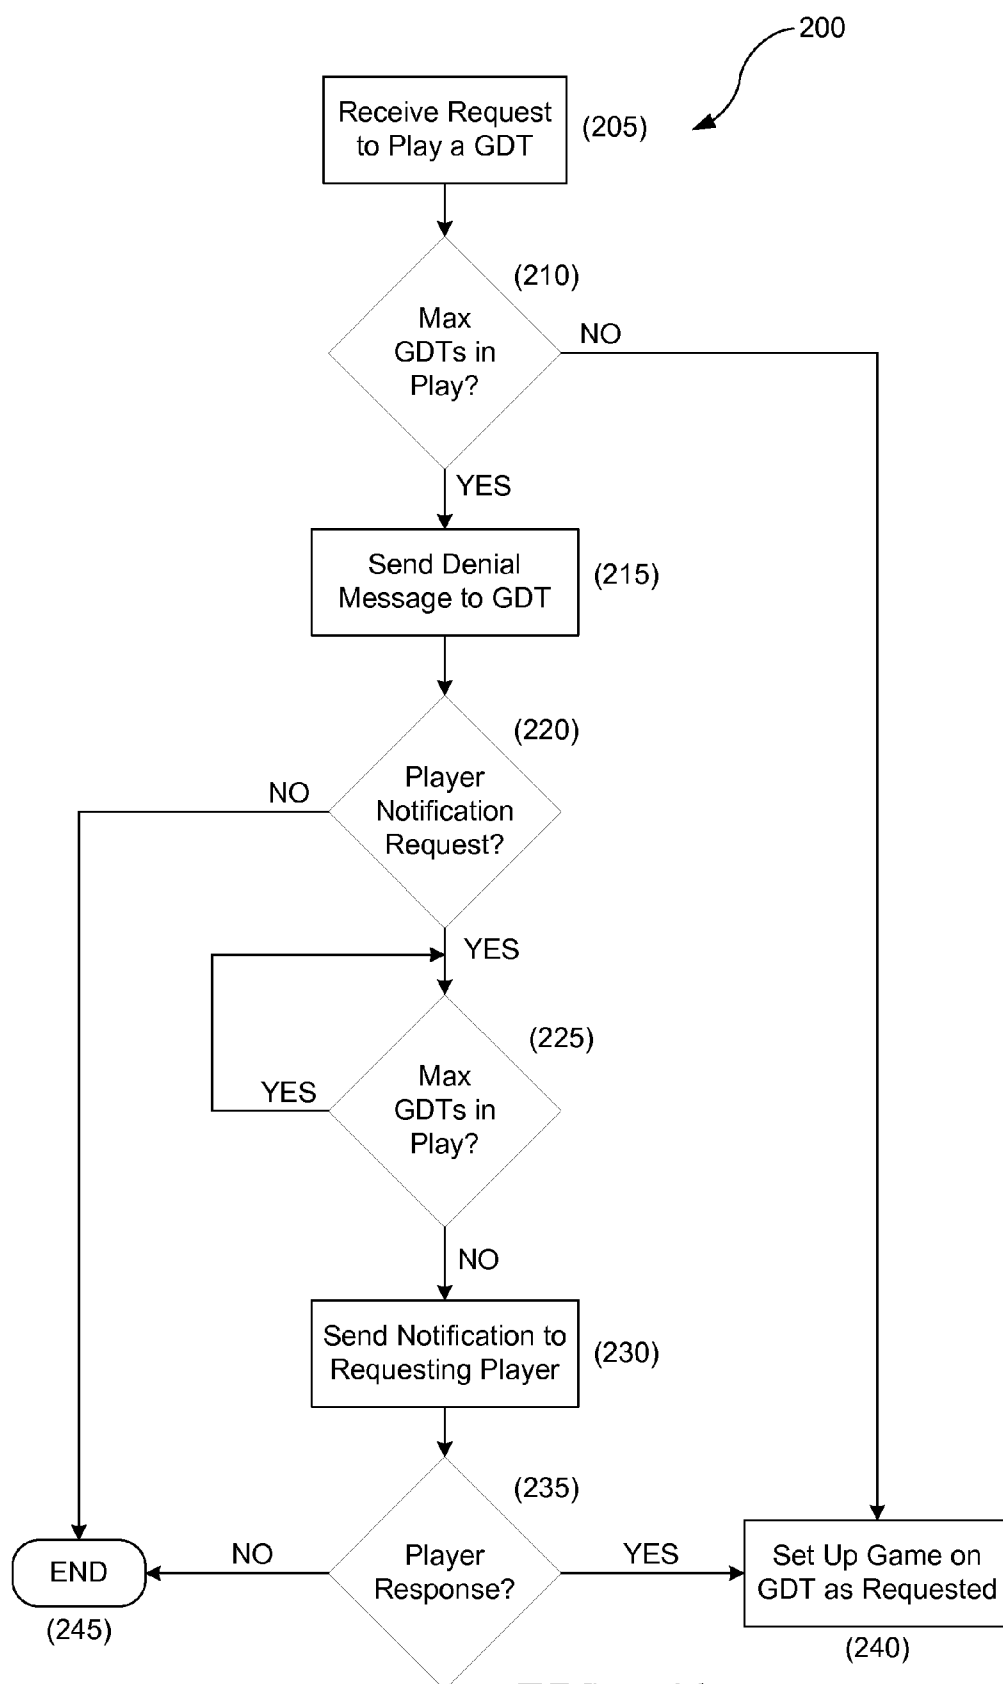 200
Receive Request
to Play a GDT
(205)
(210)
Max
GDTs in
Play?
NO
YES
Send Denial
Message to GDT
(215)
(220)
Player
Notification
Request?
NO
YES
(225)
Max
GDTs in
Play?
YES
NO
Send Notification to
Requesting Player
(230)
(235)
Player
Response?
NO
YES
END
(245)
Set Up Game on
GDT as Requested
(240)